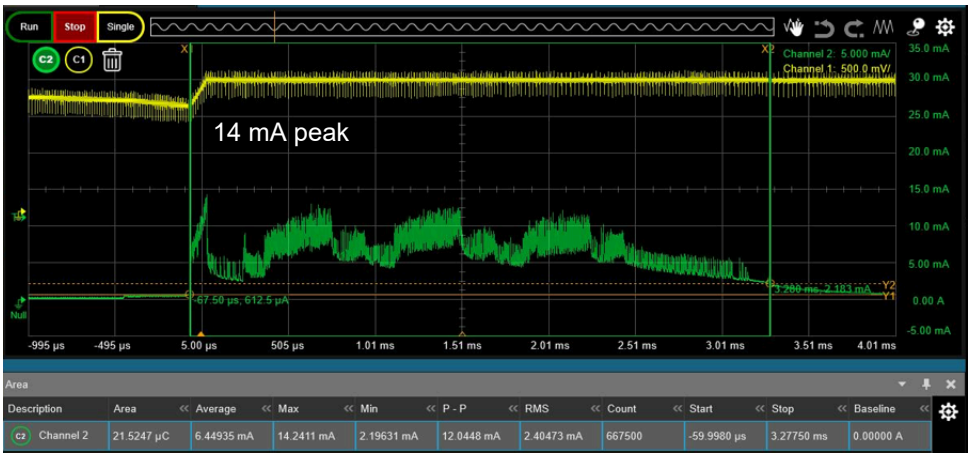 Run Stop Single
C2 C1
X1 X2
Channel 2: 5.000 mA/
Channel 1: 500.0 mV/
35.0 mA
30.0 mA
25.0 mA
20.0 mA
15.0 mA
10.0 mA
5.00 mA
0.00 A
-5.00 mA
14 mA peak
Null
-67.50 µs, 612.5 µA
3.280 ms, 2.183 mA
Y2
Y1
-995 µs -495 µs 5.00 µs 505 µs 1.01 ms 1.51 ms 2.01 ms 2.51 ms 3.01 ms 3.51 ms 4.01 ms
Area
Description Area << Average << Max << Min << P - P << RMS << Count << Start << Stop << Baseline <<
C2 Channel 2 21.5247 µC 6.44935 mA 14.2411 mA 2.19631 mA 12.0448 mA 2.40473 mA 667500 -59.9980 µs 3.27750 ms 0.00000 A